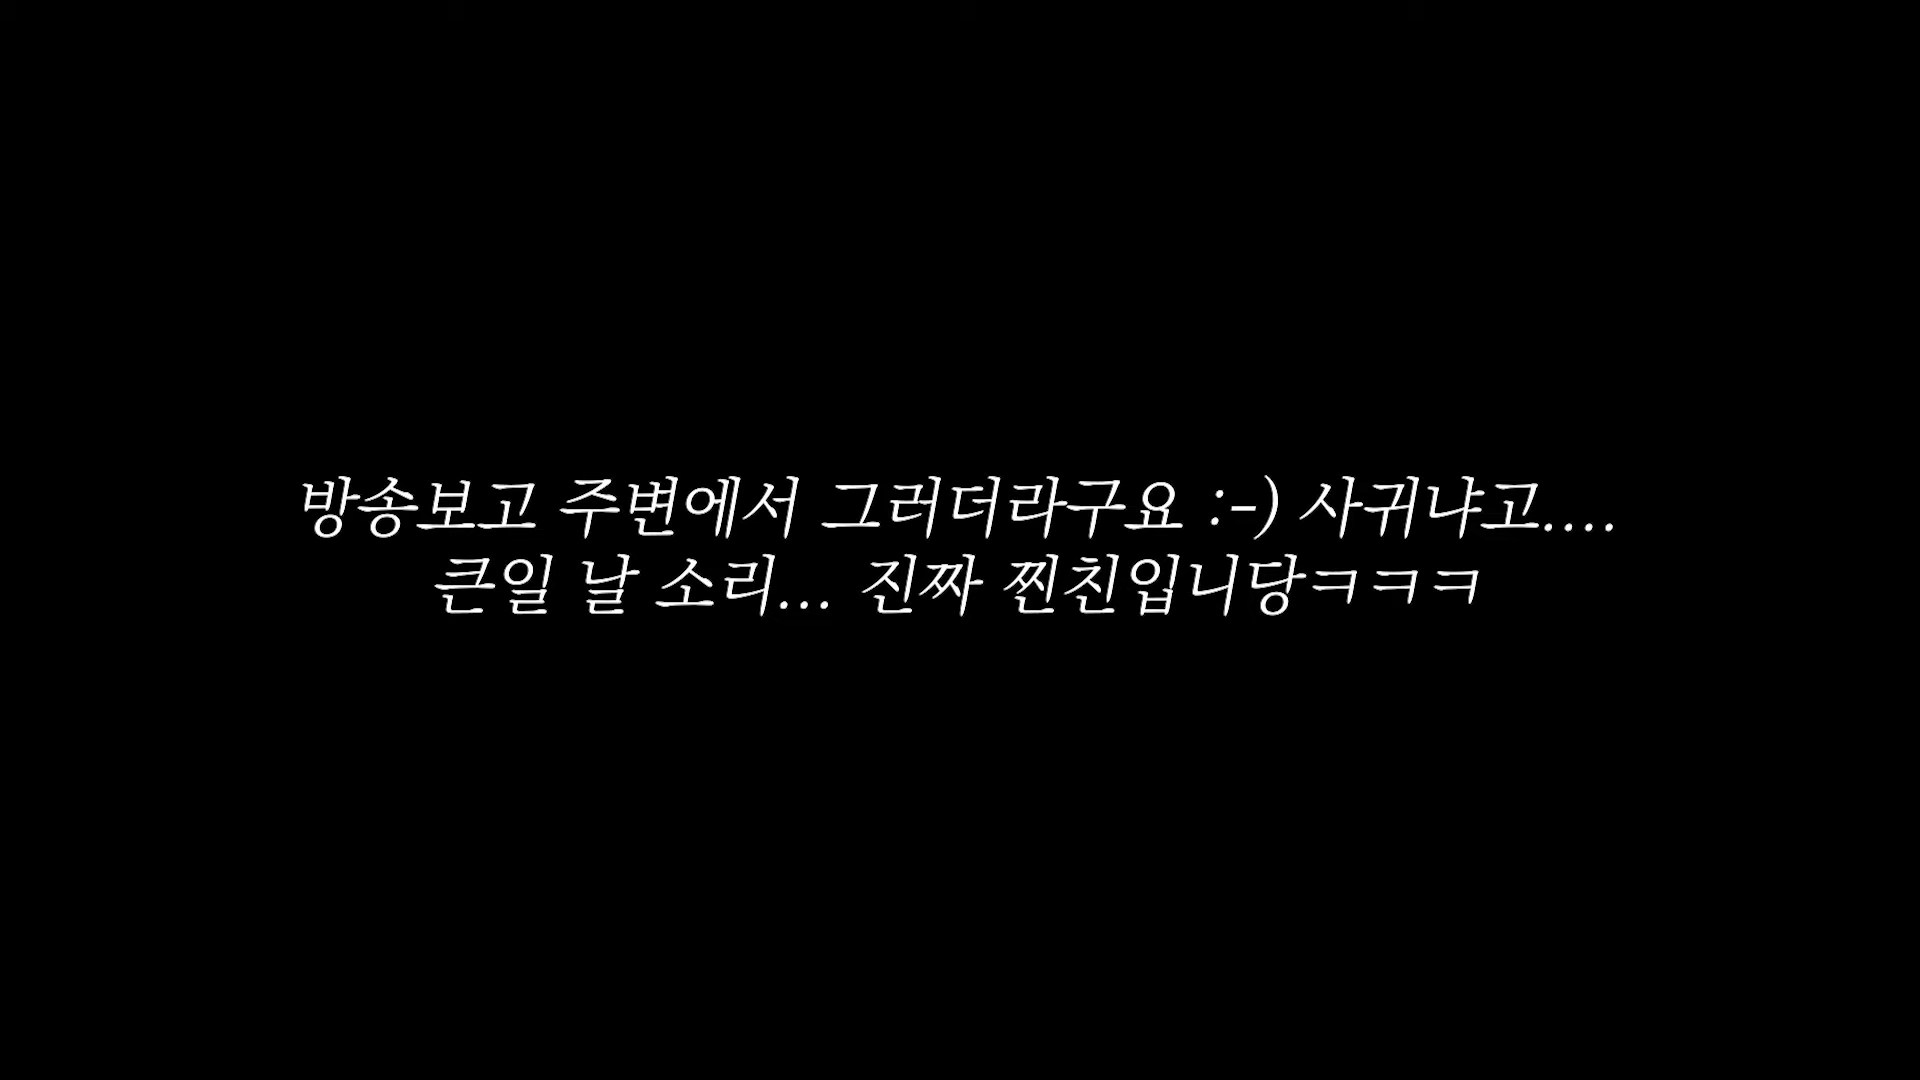 방송보고 주변에서 그러더라구요 :-) 사귀냐고....
큰일 날 소리... 진짜 찐친입니당ㅋㅋㅋ